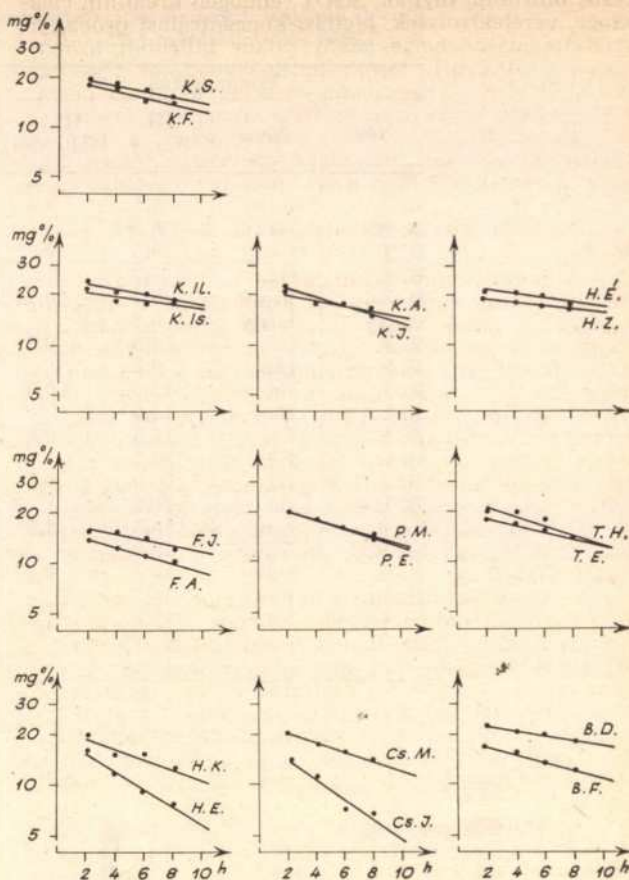 mg%
30
20
10
5
K.S.
K.F.
mg%
30
20
10
5
K.Il.
K.Is.
K.A.
K.J.
H.É.
H.Z.
mg%
30
20
10
5
F.J.
F.A.
P.M.
P.E.
T.H.
T.E.
mg%
20
10
5
H.K.
H.E.
Cs.M.
Cs.J.
B.D.
B.F.
2 4 6 8 10 h
2 4 6 8 10 h
2 4 6 8 10 h